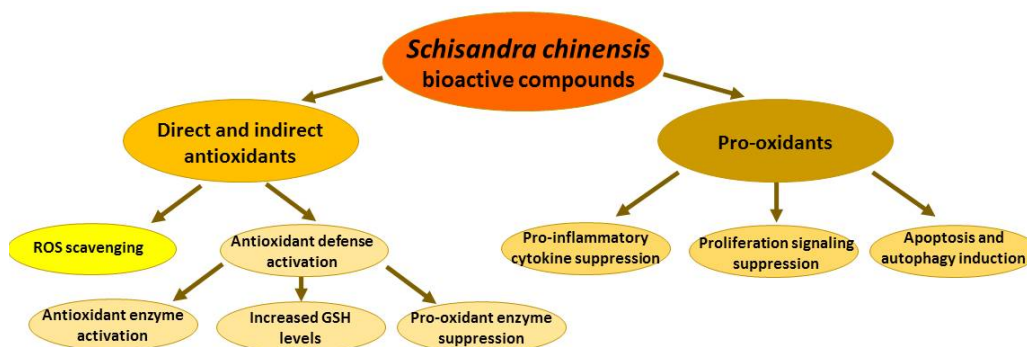 Schisandra chinensis
bioactive compounds
Direct and indirect
antioxidants
Pro-oxidants
ROS scavenging
Antioxidant defense
activation
Pro-inflammatory
cytokine suppression
Proliferation signaling
suppression
Apoptosis and
autophagy induction
Antioxidant enzyme
activation
Increased GSH
levels
Pro-oxidant enzyme
suppression